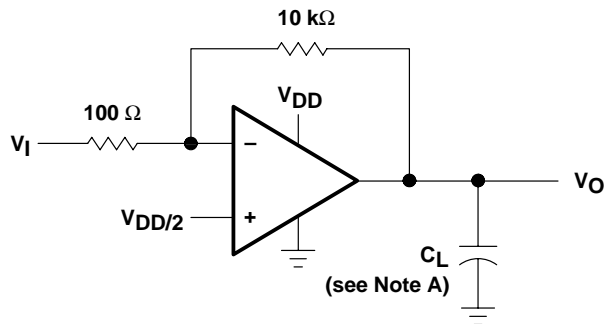 10 kΩ
100 Ω
VDD
VI
−
VO
VDD/2
+
CL
(see Note A)